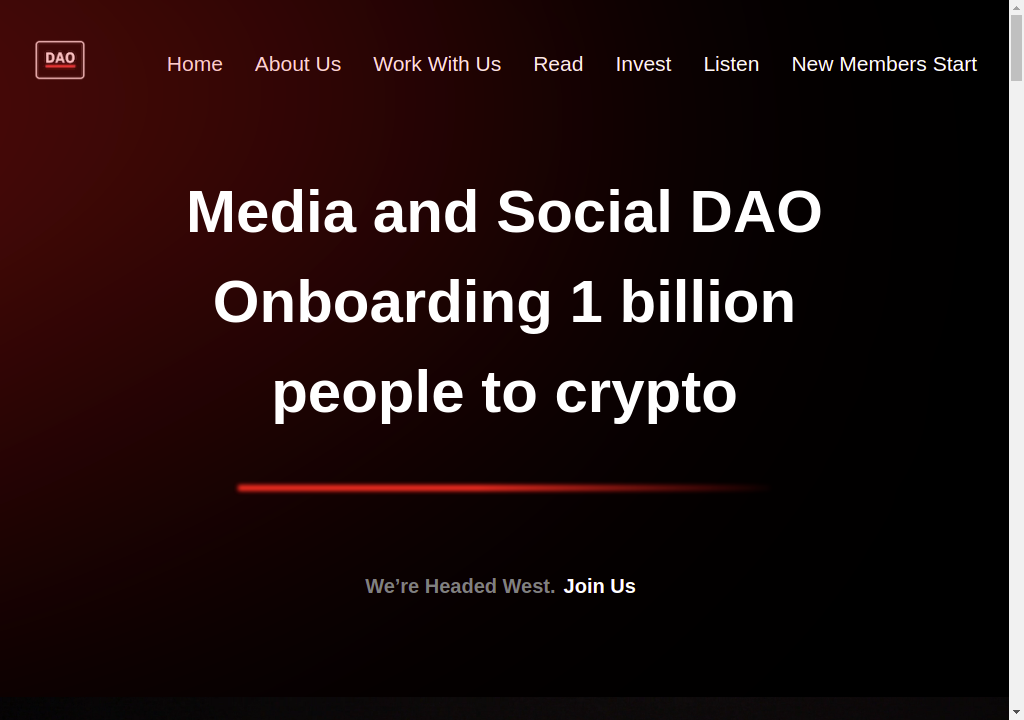 DAO
Home About Us Work With Us Read Invest Listen New Members Start
Media and Social DAO
Onboarding 1 billion
people to crypto
We’re Headed West. Join Us